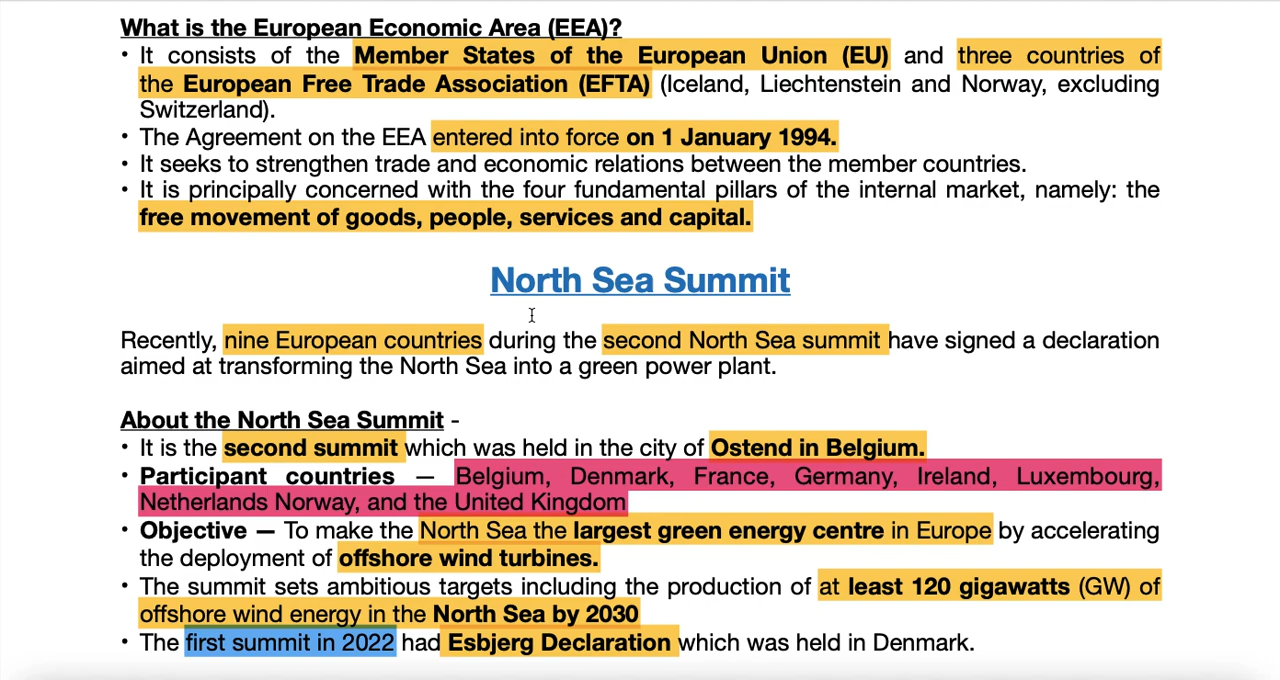 What is the European Economic Area (EEA)?
• It consists of the Member States of the European Union (EU) and three countries of
the European Free Trade Association (EFTA) (Iceland, Liechtenstein and Norway, excluding
Switzerland).
• The Agreement on the EEA entered into force on 1 January 1994.
• It seeks to strengthen trade and economic relations between the member countries.
• It is principally concerned with the four fundamental pillars of the internal market, namely: the
free movement of goods, people, services and capital.
North Sea Summit
Recently, nine European countries during the second North Sea summit have signed a declaration
aimed at transforming the North Sea into a green power plant.
About the North Sea Summit -
• It is the second summit which was held in the city of Ostend in Belgium.
• Participant countries — Belgium, Denmark, France, Germany, Ireland, Luxembourg,
Netherlands Norway, and the United Kingdom
• Objective — To make the North Sea the largest green energy centre in Europe by accelerating
the deployment of offshore wind turbines.
• The summit sets ambitious targets including the production of at least 120 gigawatts (GW) of
offshore wind energy in the North Sea by 2030
• The first summit in 2022 had Esbjerg Declaration which was held in Denmark.